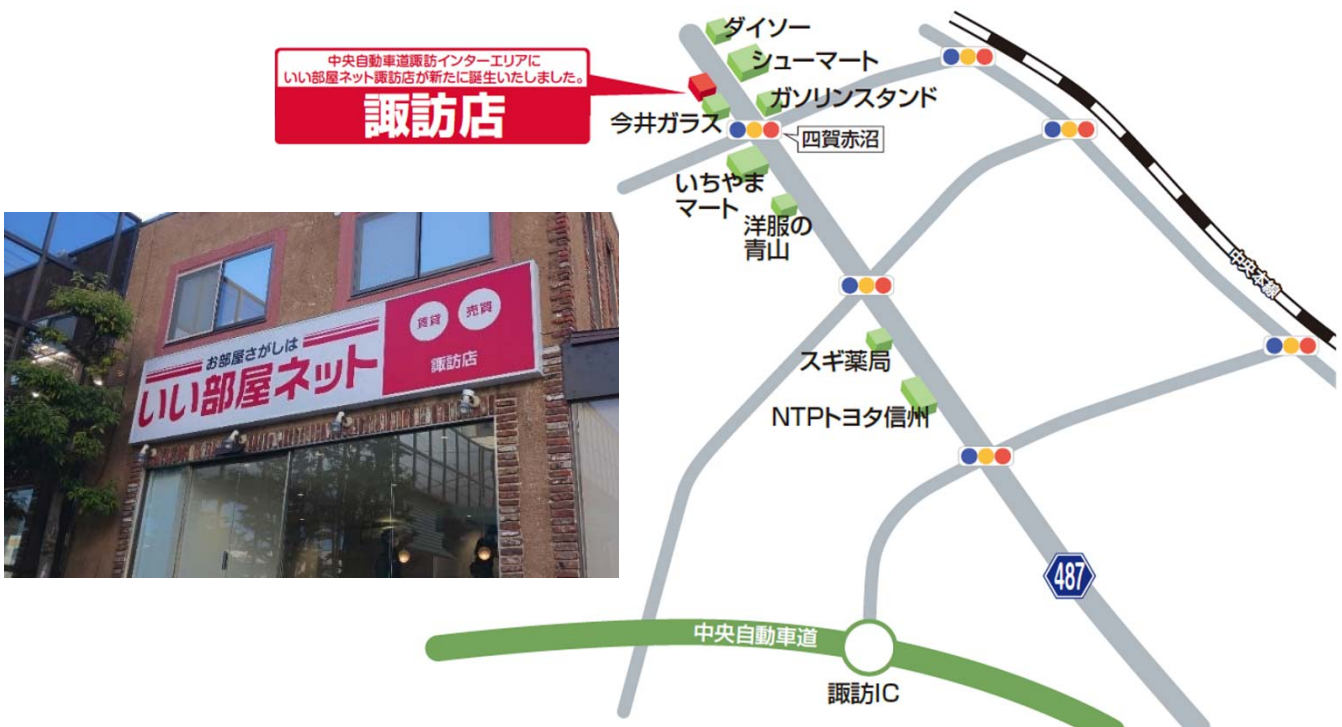 中央自動車道諏訪インターエリアに
いい部屋ネット諏訪店が新たに誕生いたしました。
諏訪店
ダイソー
シューマート
ガソリンスタンド
今井ガラス
四賀赤沼
いちやま
マート
洋服の
青山
中央本線
スギ薬局
NTPトヨタ信州
487
中央自動車道
諏訪IC
お部屋さがしは
いい部屋ネット
賃貸
売買
諏訪店